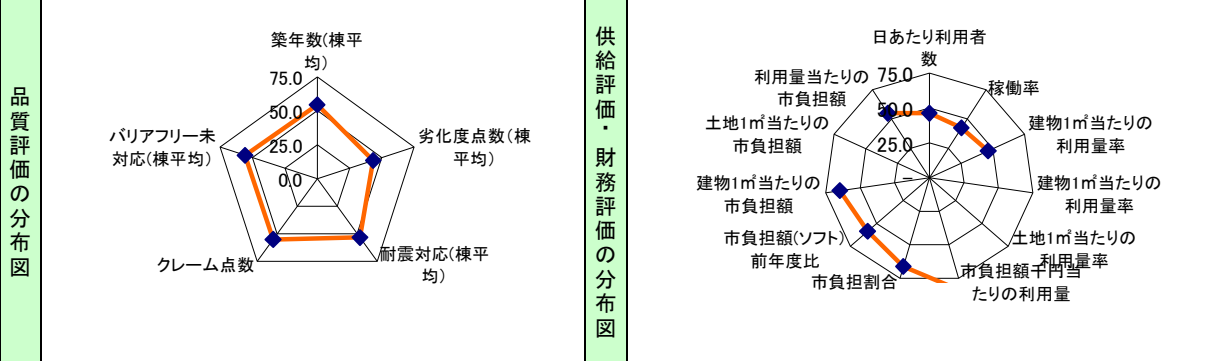 品質評価の分布図
築年数(棟平
均)
75.0
50.0
25.0
0.0
劣化度点数(棟
平均)
耐震対応(棟平
均)
クレーム点数
バリアフリー未
対応(棟平均)
供給評価・財務評価の分布図
日あたり利用者
数
75.0
50.0
25.0
–
稼働率
建物1㎡当たりの
利用量率
建物1㎡当たりの
利用量率
土地1㎡当たりの
利用量率
市負担額千円当
たりの利用量
市負担割合
市負担額(ソフト)
前年度比
建物1㎡当たりの
市負担額
土地1㎡当たりの
市負担額
利用量当たりの
市負担額